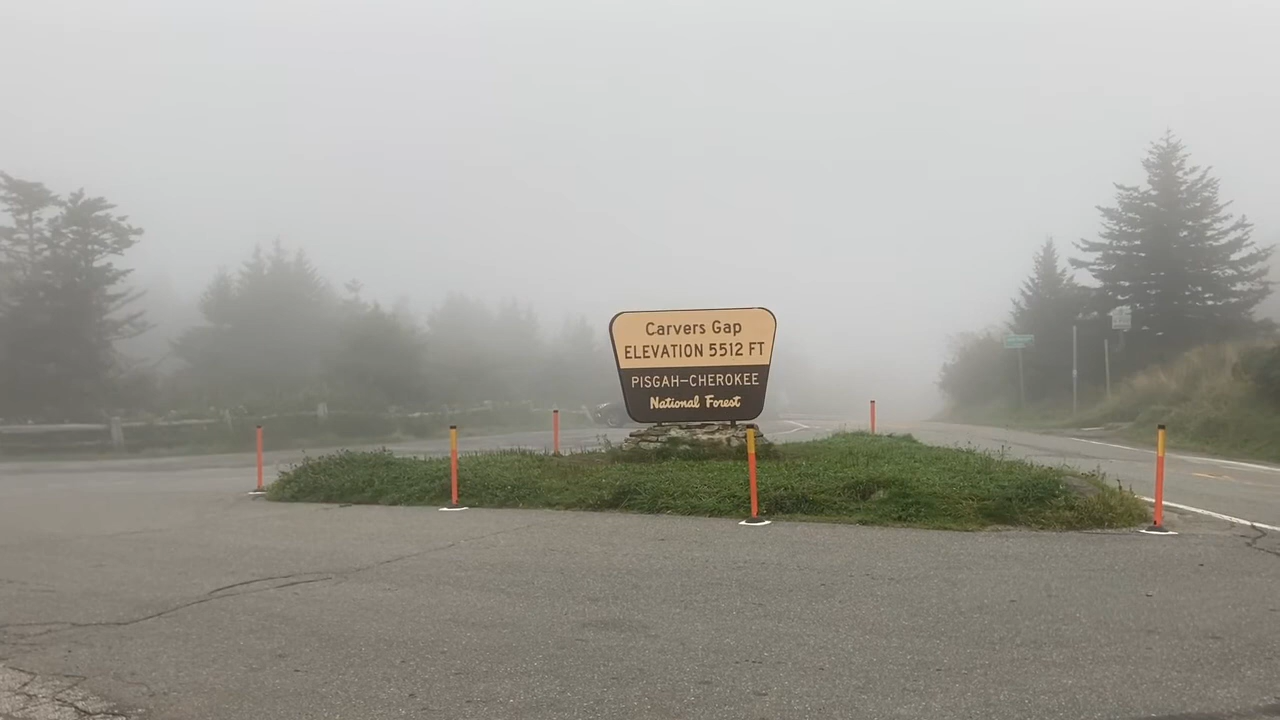 Carvers Gap
ELEVATION 5512 FT
PISGAH-CHEROKEE
National Forest